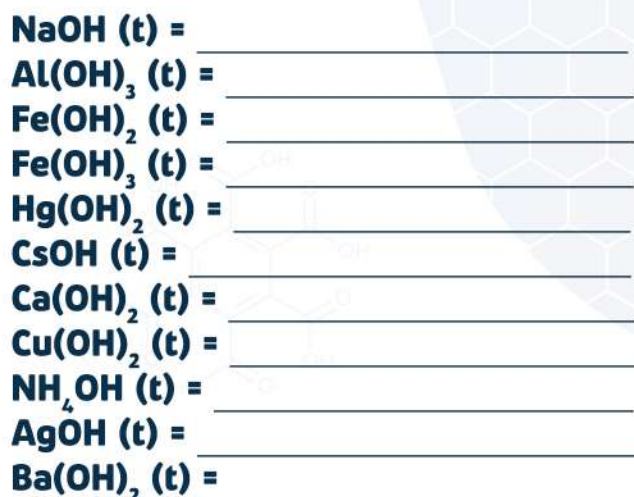 NaOH (t) =
Al(OH)₃ (t) =
Fe(OH)₂ (t) =
Fe(OH)₃ (t) =
Hg(OH)₂ (t) =
CsOH (t) =
Ca(OH)₂ (t) =
Cu(OH)₂ (t) =
NH₄OH (t) =
AgOH (t) =
Ba(OH)₂ (t) =